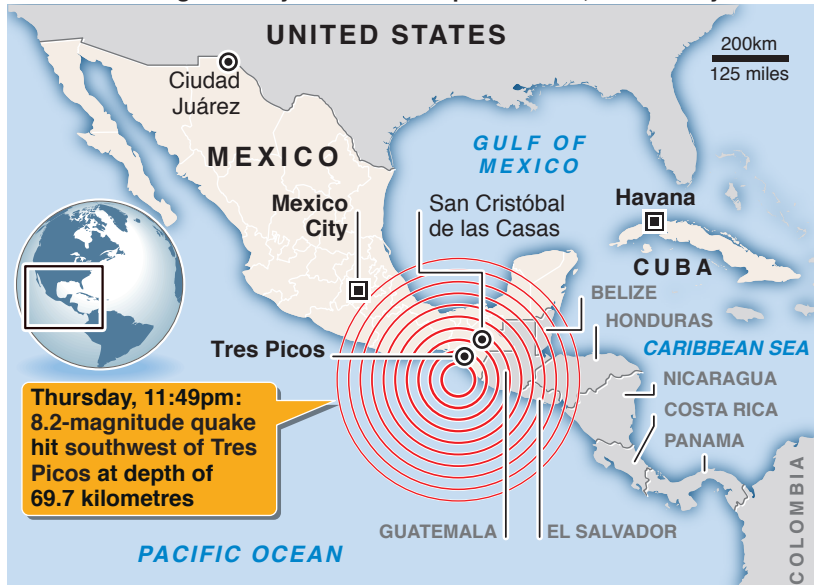 UNITED STATES
200km
125 miles
Ciudad
Juárez
GULF OF
MEXICO
MEXICO
Mexico
City
San Cristóbal
de las Casas
Havana
CUBA
BELIZE
HONDURAS
CARIBBEAN SEA
Tres Picos
NICARAGUA
COSTA RICA
PANAMA
Thursday, 11:49pm:
8.2-magnitude quake
hit southwest of Tres
Picos at depth of
69.7 kilometres
GUATEMALA
EL SALVADOR
PACIFIC OCEAN
COLOMBIA